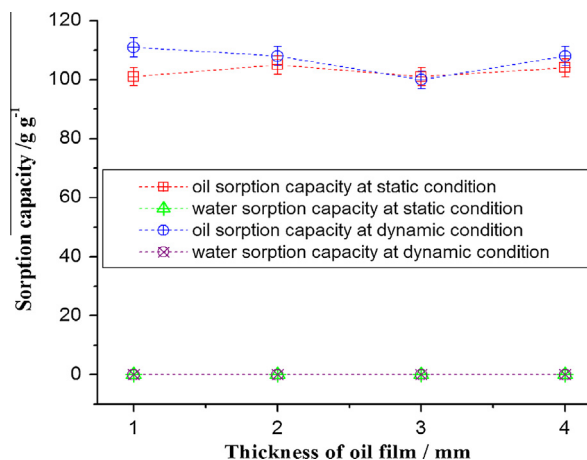 120
100
80
60
40
20
0
Sorption capacity /g g⁻¹
oil sorption capacity at static condition
water sorption capacity at static condition
oil sorption capacity at dynamic condition
water sorption capacity at dynamic condition
1 2 3 4
Thickness of oil film / mm